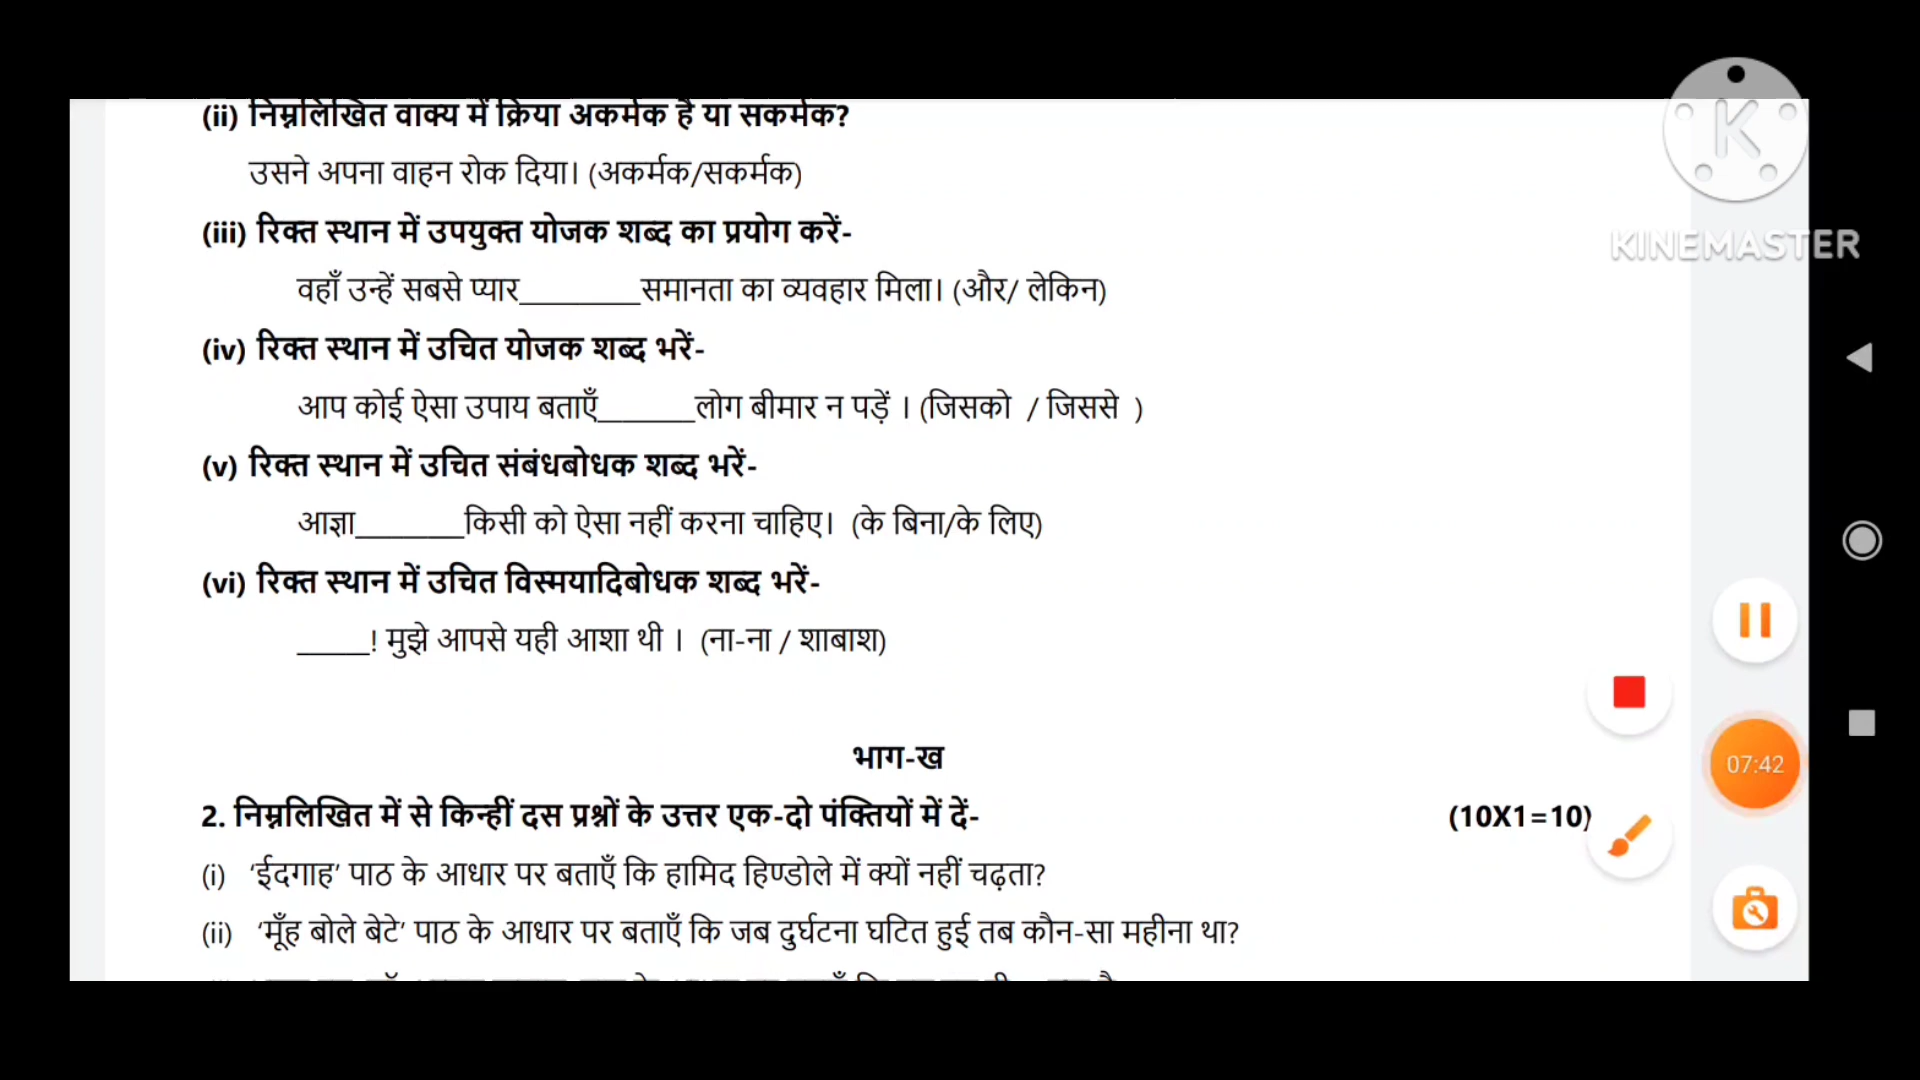 (ii) निम्नलिखित वाक्य में क्रिया अकर्मक है या सकर्मक?
उसने अपना वाहन रोक दिया। (अकर्मक/सकर्मक)
(iii) रिक्त स्थान में उपयुक्त योजक शब्द का प्रयोग करें-
वहाँ उन्हें सबसे प्यार__________समानता का व्यवहार मिला। (और/ लेकिन)
(iv) रिक्त स्थान में उचित योजक शब्द भरें-
आप कोई ऐसा उपाय बताएँ________लोग बीमार न पड़ें । (जिसको / जिससे )
(v) रिक्त स्थान में उचित संबंधबोधक शब्द भरें-
आज्ञा_________किसी को ऐसा नहीं करना चाहिए। (के बिना/के लिए)
(vi) रिक्त स्थान में उचित विस्मयादिबोधक शब्द भरें-
______! मुझे आपसे यही आशा थी । (ना-ना / शाबाश)
भाग-ख
2. निम्नलिखित में से किन्हीं दस प्रश्नों के उत्तर एक-दो पंक्तियों में दें- (10X1=10)
(i) ‘ईदगाह’ पाठ के आधार पर बताएँ कि हामिद हिण्डोले में क्यों नहीं चढ़ता?
(ii) ‘मूँह बोले बेटे’ पाठ के आधार पर बताएँ कि जब दुर्घटना घटित हुई तब कौन-सा महीना था?
K
KINEMASTER
07:42